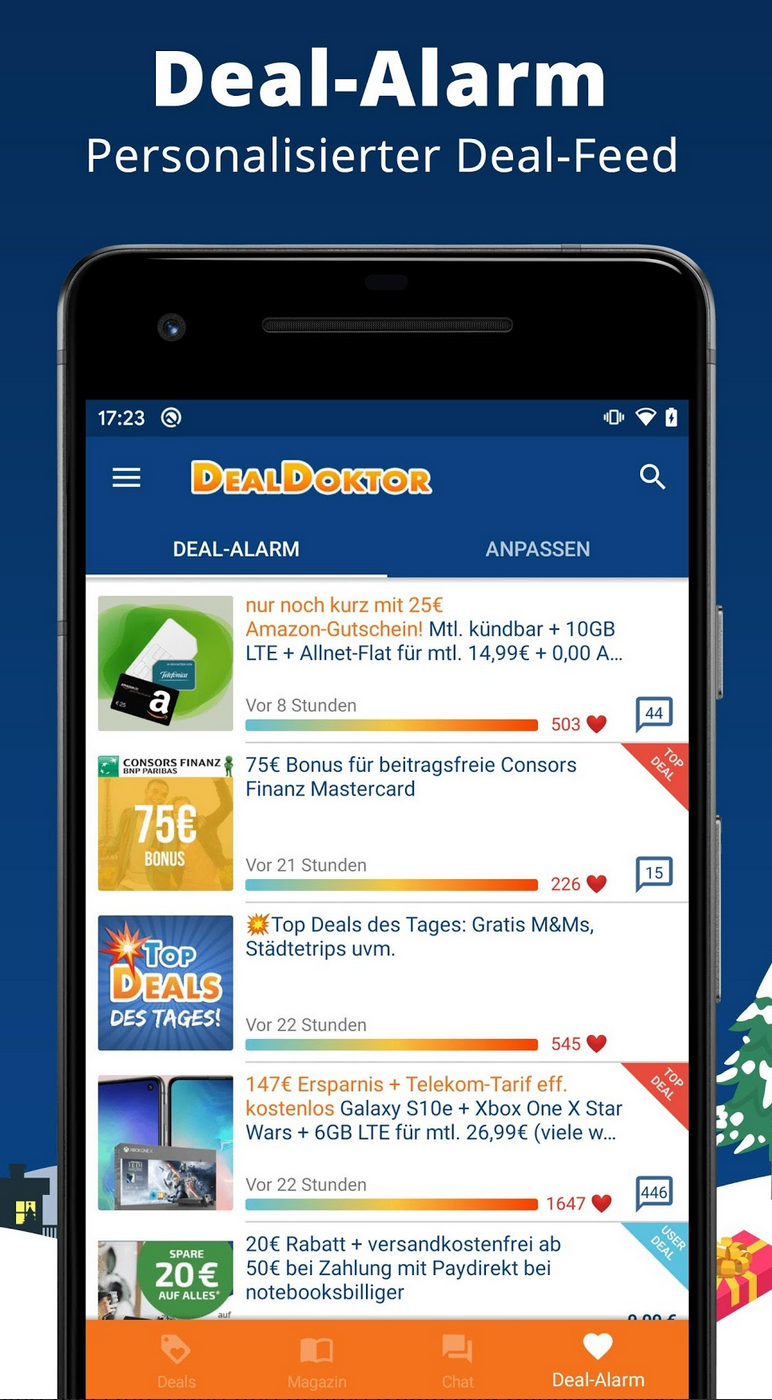 Deal-Alarm
Personalisierter Deal-Feed
17:23
DEALDOKTOR
DEAL-ALARM
ANPASSEN
nur noch kurz mit 25€
Amazon-Gutschein! Mtl. kündbar + 10GB
LTE + Allnet-Flat für mtl. 14,99€ + 0,00 A...
Telefónica
a
€25
Vor 8 Stunden
503
44
CONSORS FINANZ
BNP PARIBAS
75€
BONUS
75€ Bonus für beitragsfreie Consors
Finanz Mastercard
TOP
DEAL
Vor 21 Stunden
226
15
TOP
DEALS
DES TAGES!
💥Top Deals des Tages: Gratis M&Ms,
Städtetrips uvm.
Vor 22 Stunden
545
147€ Ersparnis + Telekom-Tarif eff.
kostenlos Galaxy S10e + Xbox One X Star
Wars + 6GB LTE für mtl. 26,99€ (viele w...
TOP
DEAL
XBOX ONE X
Vor 22 Stunden
1647
446
SPARE
20€
AUF ALLES*
auf
20€ Rabatt + versandkostenfrei ab
50€ bei Zahlung mit Paydirekt bei
notebooksbilliger
USER
DEAL
Deals
Magazin
Chat
Deal-Alarm